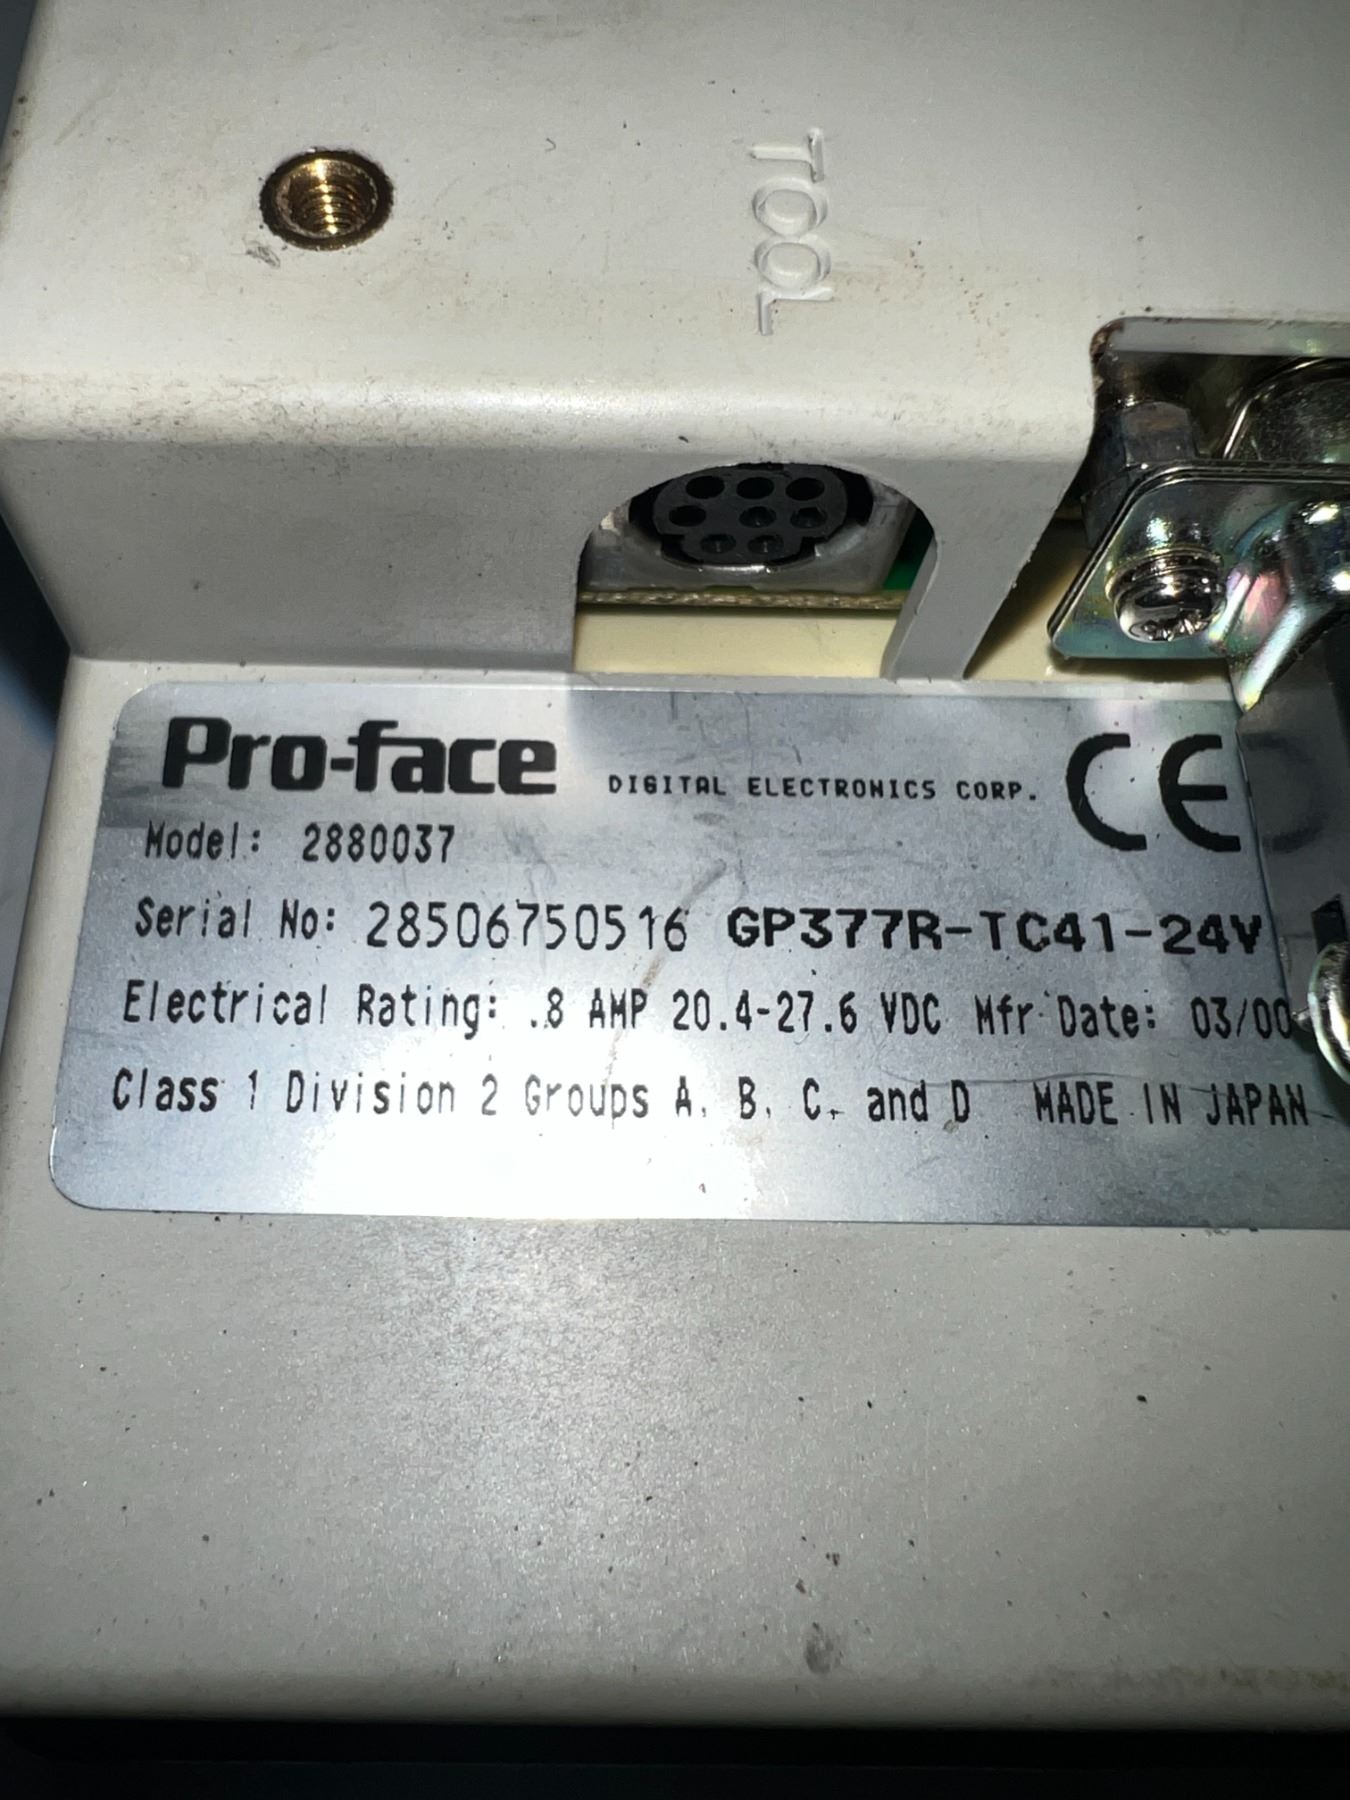 TOOL
Pro-face DIGITAL ELECTRONICS CORP. CE
Model: 2880037
Serial No: 28506750516 GP377R-TC41-24V
Electrical Rating: .8 AMP 20.4-27.6 VDC Mfr Date: 03/00
Class 1 Division 2 Groups A, B, C, and D MADE IN JAPAN